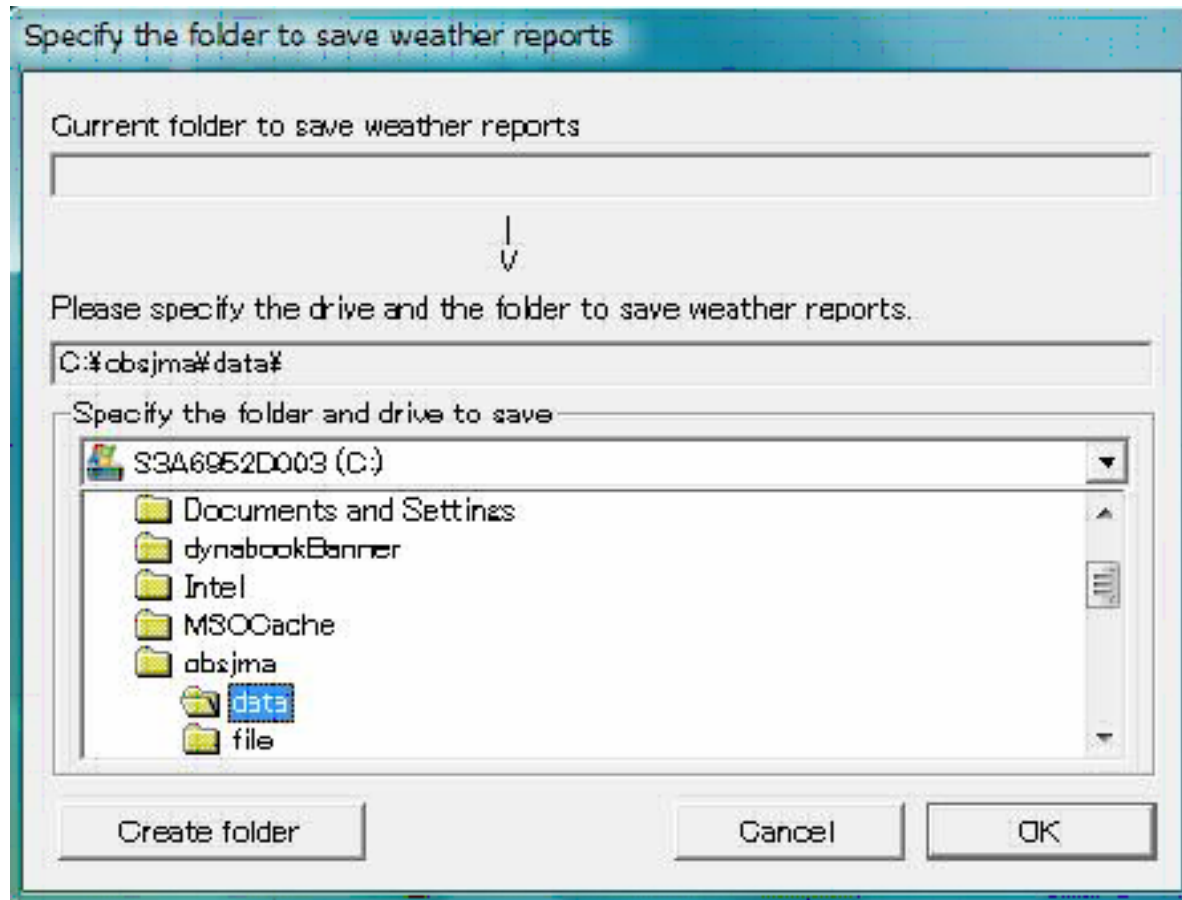 Specify the folder to save weather reports
Current folder to save weather reports
Please specify the drive and the folder to save weather reports.
C:¥obsjma¥data¥
Specify the folder and drive to save
S3A6952D003 (C:)
Documents and Settings
dynabookBanner
Intel
MSOCache
obsjma
data
file
Create folder
Cancel
OK